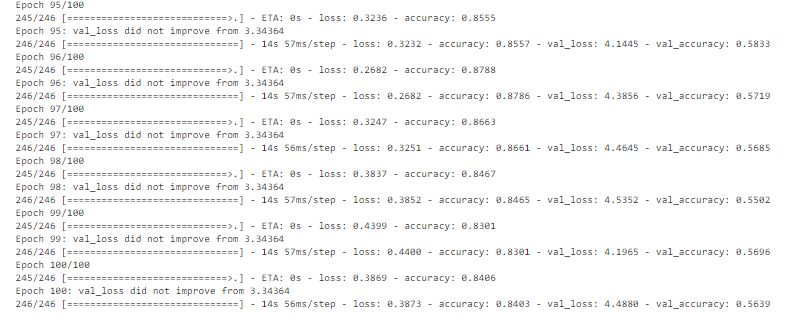 Epoch 95/100
245/246 [============================>.] - ETA: 0s - loss: 0.3236 - accuracy: 0.8555
Epoch 95: val_loss did not improve from 3.34364
246/246 [==============================] - 14s 57ms/step - loss: 0.3232 - accuracy: 0.8557 - val_loss: 4.1445 - val_accuracy: 0.5833
Epoch 96/100
245/246 [============================>.] - ETA: 0s - loss: 0.2682 - accuracy: 0.8788
Epoch 96: val_loss did not improve from 3.34364
246/246 [==============================] - 14s 57ms/step - loss: 0.2682 - accuracy: 0.8786 - val_loss: 4.3856 - val_accuracy: 0.5719
Epoch 97/100
245/246 [============================>.] - ETA: 0s - loss: 0.3247 - accuracy: 0.8663
Epoch 97: val_loss did not improve from 3.34364
246/246 [==============================] - 14s 56ms/step - loss: 0.3251 - accuracy: 0.8661 - val_loss: 4.4645 - val_accuracy: 0.5685
Epoch 98/100
245/246 [============================>.] - ETA: 0s - loss: 0.3837 - accuracy: 0.8467
Epoch 98: val_loss did not improve from 3.34364
246/246 [==============================] - 14s 57ms/step - loss: 0.3852 - accuracy: 0.8465 - val_loss: 4.5352 - val_accuracy: 0.5502
Epoch 99/100
245/246 [============================>.] - ETA: 0s - loss: 0.4399 - accuracy: 0.8301
Epoch 99: val_loss did not improve from 3.34364
246/246 [==============================] - 14s 57ms/step - loss: 0.4400 - accuracy: 0.8301 - val_loss: 4.1965 - val_accuracy: 0.5696
Epoch 100/100
245/246 [============================>.] - ETA: 0s - loss: 0.3869 - accuracy: 0.8406
Epoch 100: val_loss did not improve from 3.34364
246/246 [==============================] - 14s 56ms/step - loss: 0.3873 - accuracy: 0.8403 - val_loss: 4.4880 - val_accuracy: 0.5639